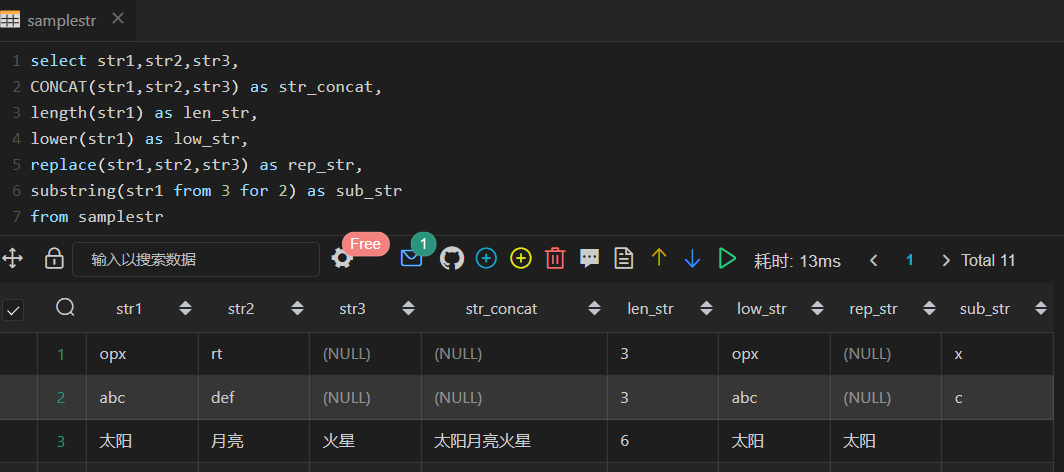 samplestr
1 select str1,str2,str3,
2 CONCAT(str1,str2,str3) as str_concat,
3 length(str1) as len_str,
4 lower(str1) as low_str,
5 replace(str1,str2,str3) as rep_str,
6 substring(str1 from 3 for 2) as sub_str
7 from samplestr
输入以搜索数据 Free 1 耗时: 13ms 1 Total 11
str1 str2 str3 str_concat len_str low_str rep_str sub_str
1 opx rt (NULL) (NULL) 3 opx (NULL) x
2 abc def (NULL) (NULL) 3 abc (NULL) c
3 太阳 月亮 火星 太阳月亮火星 6 太阳 太阳